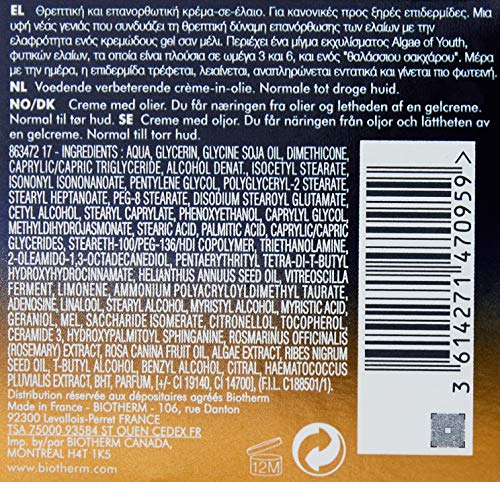 EL Θρεπτική και επανορθωτική κρέμα-σε-έλαιο. Για κανονικές προς ξηρές επιδερμίδες. Μια
υφή νέας γενιάς που συνδυάζει τη θρεπτική δύναμη επανόρθωσης των ελαίων με την
ελαφρότητα ενός κρεμώδους gel σαν μέλι. Περιέχει ένα μίγμα εκχυλίσματος Algae of Youth,
φυτικών ελαίων, τα οποία είναι πλούσια σε ωμέγα 3 και 6, και ενός "θαλάσσιου σακχάρου". Μέρα
με την ημέρα, η επιδερμίδα τρέφεται, λειαίνεται, αναπληρώνεται εντατικά και γίνεται πιο φωτεινή.
NL Voedende verbeterende crème-in-olie. Normale tot droge huid.
NO/DK Creme med olier. Du får næringen fra olier og letheden af en gelcreme.
Normal til tør hud. SE Creme med oljor. Du får näringen från oljor och lättheten av
en gelcreme. Normal till torr hud.
863472 17 - INGREDIENTS : AQUA, GLYCERIN, GLYCINE SOJA OIL, DIMETHICONE,
CAPRYLIC/CAPRIC TRIGLYCERIDE, ALCOHOL DENAT., ISOCETYL STEARATE,
ISONONYL ISONONANOATE, PENTYLENE GLYCOL, POLYGLYCERYL-2 STEARATE,
STEARYL HEPTANOATE, PEG-8 STEARATE, DISODIUM STEAROYL GLUTAMATE,
CETYL ALCOHOL, STEARYL CAPRYLATE, PHENOXYETHANOL, CAPRYLYL GLYCOL,
METHYLDIHYDROJASMONATE, STEARIC ACID, PALMITIC ACID, CAPRYLIC/CAPRIC
GLYCERIDES, STEARETH-100/PEG-136/HDI COPOLYMER, TRIETHANOLAMINE,
2-OLEAMIDO-1,3-OCTADECANEDIOL, PENTAERYTHRITYL TETRA-DI-T-BUTYL
HYDROXYHYDROCINNAMATE, HELIANTHUS ANNUUS SEED OIL, VITREOSCILLA
FERMENT, LIMONENE, AMMONIUM POLYACRYLOYLDIMETHYL TAURATE,
ADENOSINE, LINALOOL, STEARYL ALCOHOL, MYRISTYL ALCOHOL, MYRISTIC ACID,
GERANIOL, MEL, SACCHARIDE ISOMERATE, CITRONELLOL, TOCOPHEROL,
CERAMIDE 3, HYDROXYPALMITOYL SPHINGANINE, ROSMARINUS OFFICINALIS
(ROSEMARY) EXTRACT, ROSA CANINA FRUIT OIL, ALGAE EXTRACT, RIBES NIGRUM
SEED OIL, T-BUTYL ALCOHOL, BENZYL ALCOHOL, CITRAL, HAEMATOCOCCUS
PLUVIALIS EXTRACT, BHT, PARFUM, [+/- CI 19140, CI 14700], (F.I.L. C188501/1).
Distribution réservée aux dépositaires agréés Biotherm
Made in France - BIOTHERM - 106, rue Danton
92300 Levallois-Perret FRANCE
TSA 75000 93584 ST OUEN CEDEX FR
Imp. by/par BIOTHERM CANADA,
MONTRÉAL H4T 1K5
www.biotherm.com
12M
3 614271 470959 >